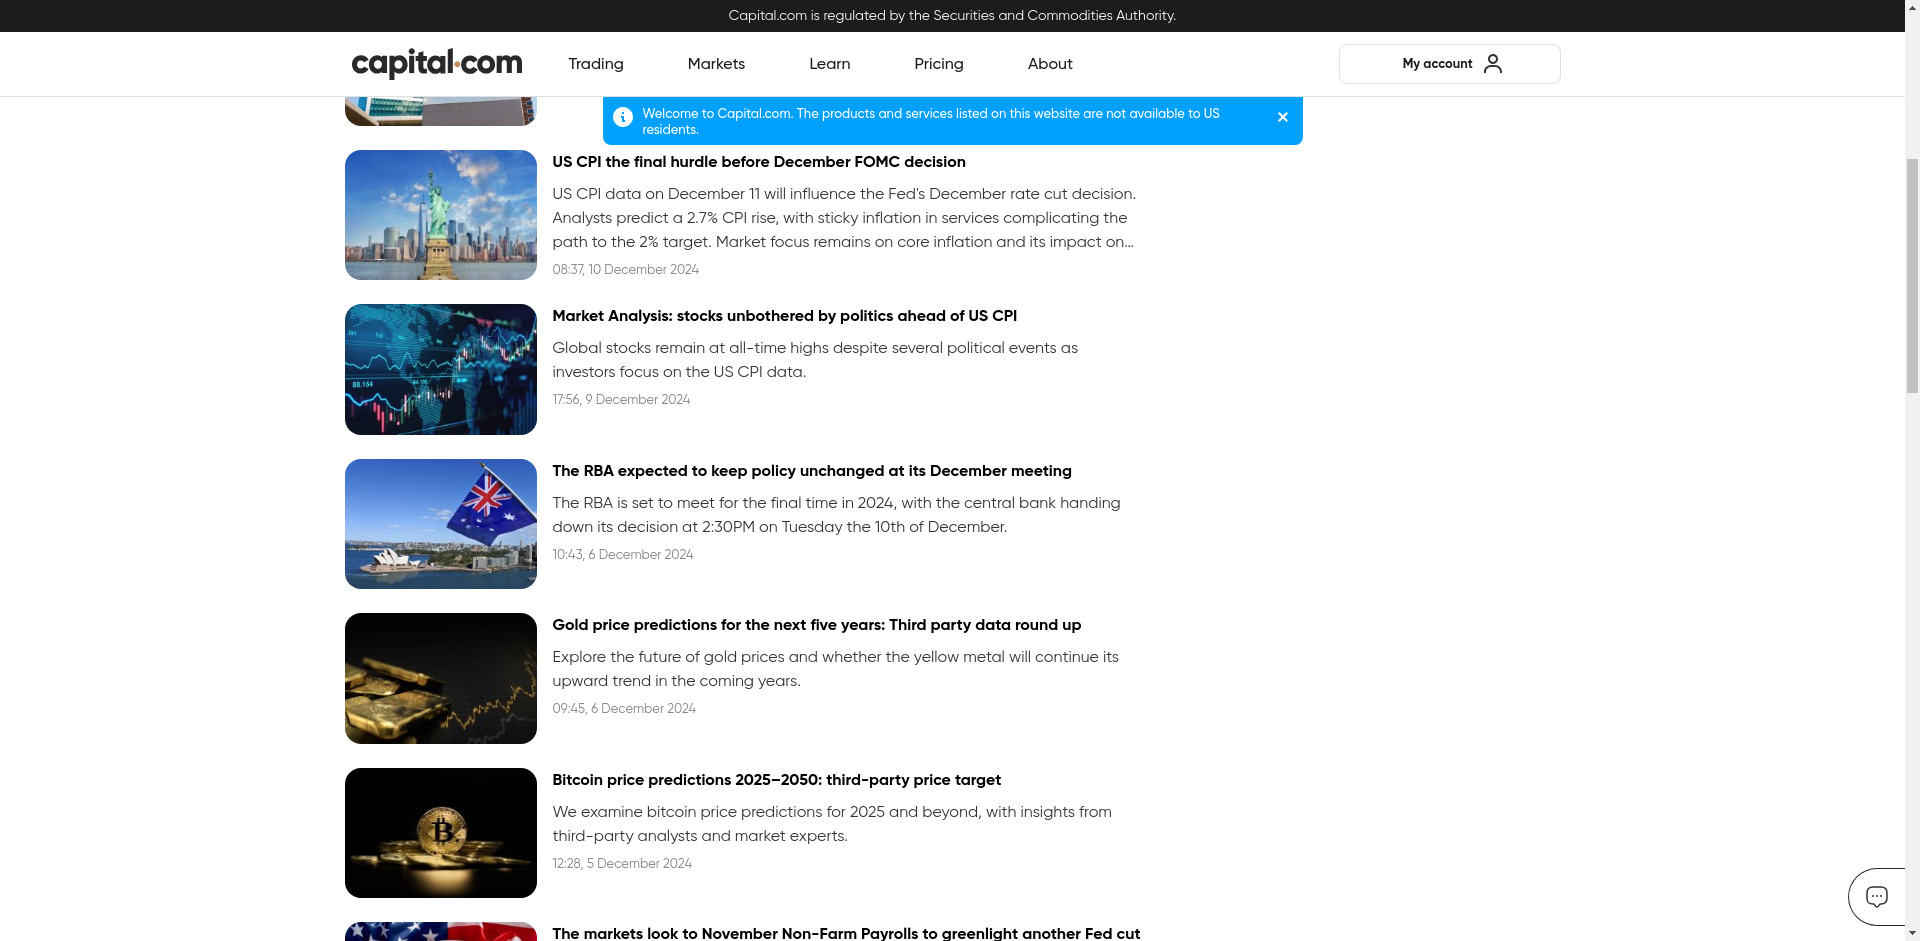 Capital.com is regulated by the Securities and Commodities Authority.
capital.com
Trading
Markets
Learn
Pricing
About
My account
Welcome to Capital.com. The products and services listed on this website are not available to US
residents.
US CPI the final hurdle before December FOMC decision
US CPI data on December 11 will influence the Fed's December rate cut decision.
Analysts predict a 2.7% CPI rise, with sticky inflation in services complicating the
path to the 2% target. Market focus remains on core inflation and its impact on...
08:37, 10 December 2024
88.154
Market Analysis: stocks unbothered by politics ahead of US CPI
Global stocks remain at all-time highs despite several political events as
investors focus on the US CPI data.
17:56, 9 December 2024
The RBA expected to keep policy unchanged at its December meeting
The RBA is set to meet for the final time in 2024, with the central bank handing
down its decision at 2:30PM on Tuesday the 10th of December.
10:43, 6 December 2024
Gold price predictions for the next five years: Third party data round up
Explore the future of gold prices and whether the yellow metal will continue its
upward trend in the coming years.
09:45, 6 December 2024
Bitcoin price predictions 2025–2050: third-party price target
We examine bitcoin price predictions for 2025 and beyond, with insights from
third-party analysts and market experts.
12:28, 5 December 2024
The markets look to November Non-Farm Payrolls to greenlight another Fed cut